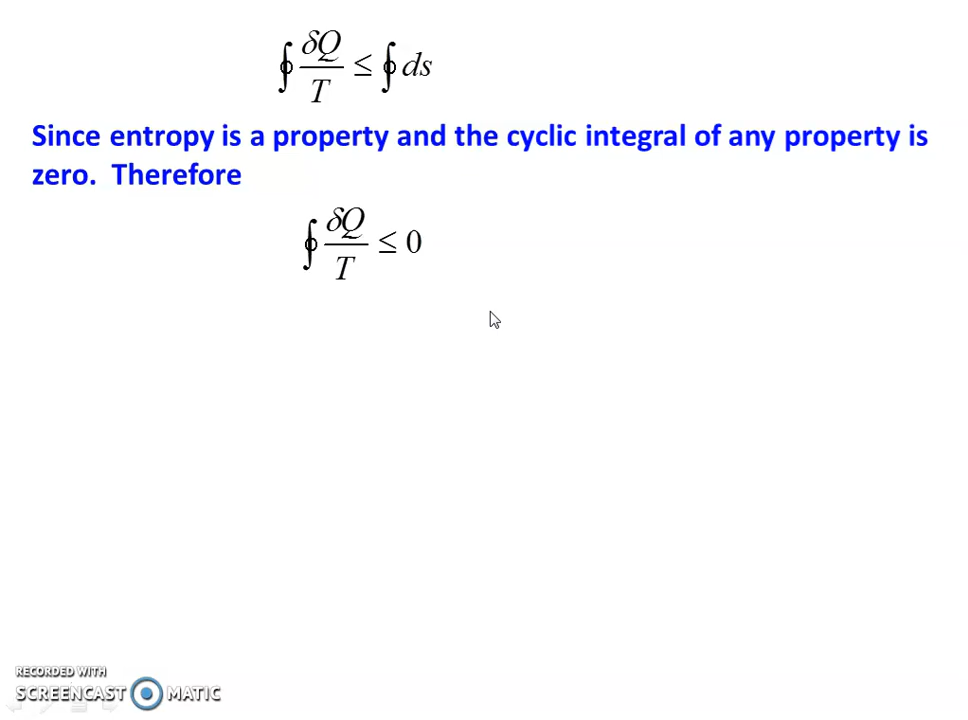 ∮ δQ/T ≤ ∮ ds
Since entropy is a property and the cyclic integral of any property is
zero. Therefore
∮ δQ/T ≤ 0
RECORDED WITH
SCREENCAST MATIC